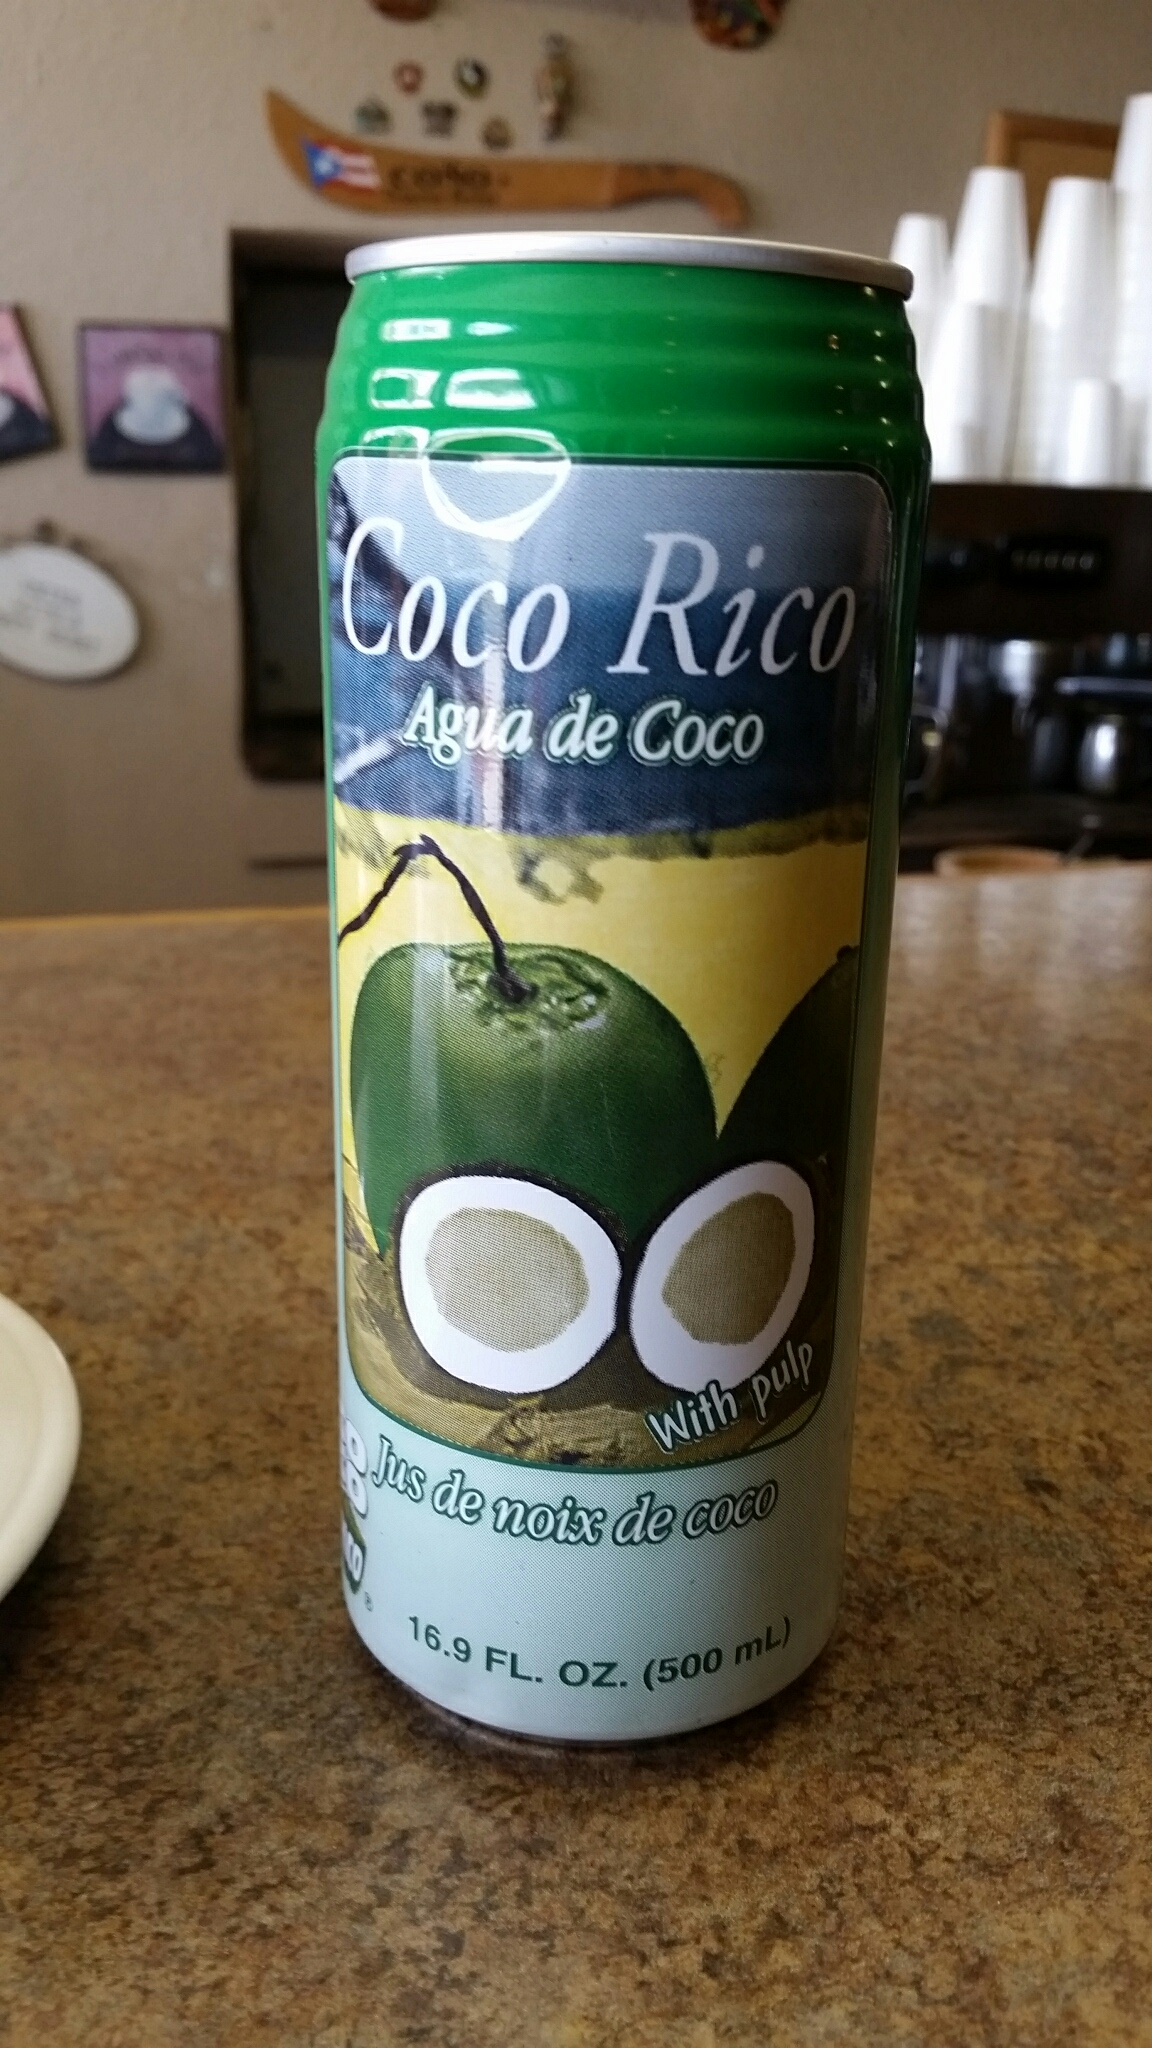 Coco Rico
Agua de Coco
With pulp
Jus de noix de coco
16.9 FL. OZ. (500 mL)